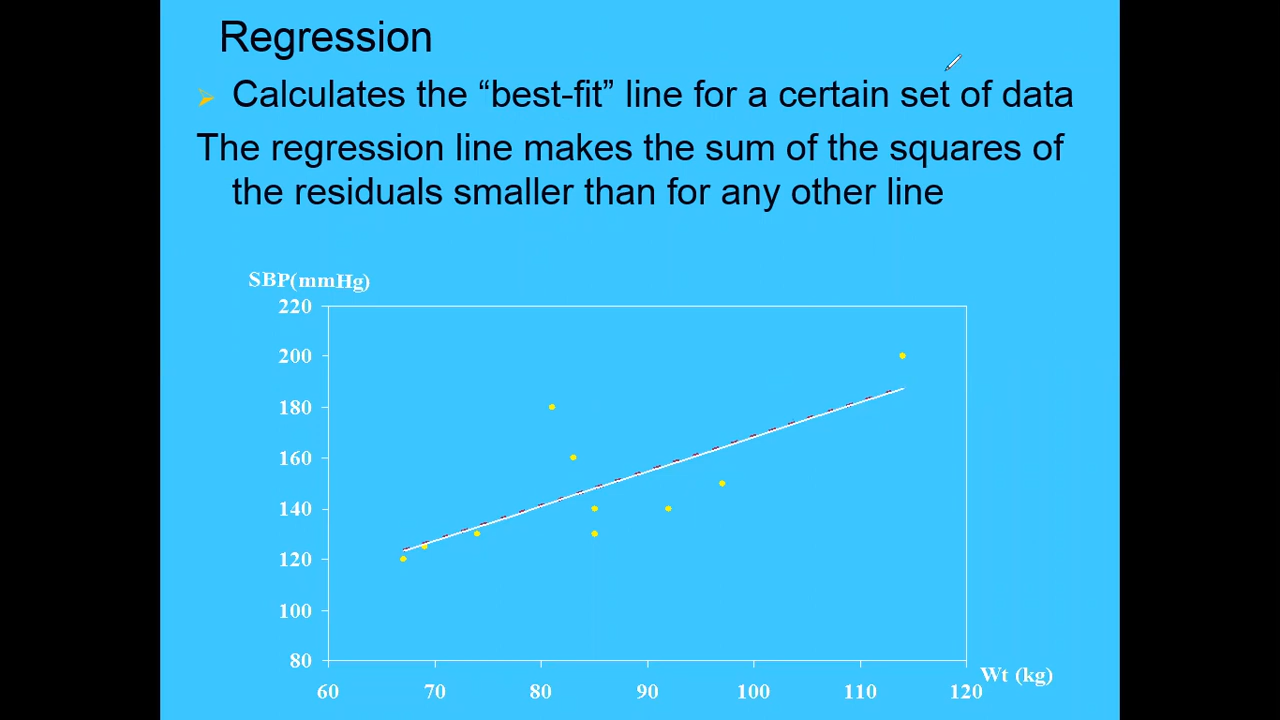 Regression
Calculates the “best-fit” line for a certain set of data
The regression line makes the sum of the squares of
the residuals smaller than for any other line
SBP(mmHg)
220
200
180
160
140
120
100
80
60 70 80 90 100 110 120
Wt (kg)